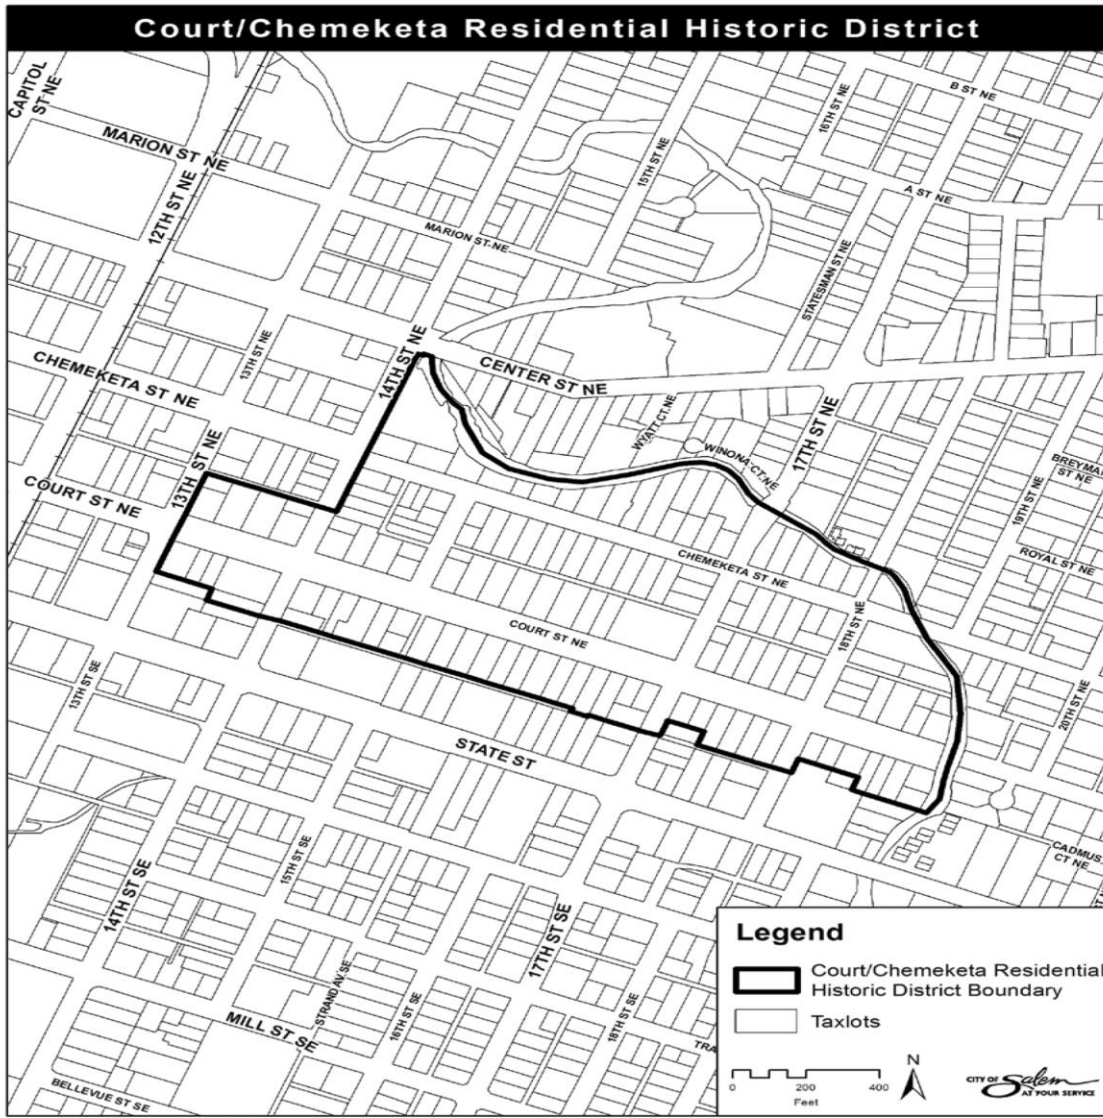 Court/Chemeketa Residential Historic District
CAPITOL
ST NE
B ST NE
16TH ST NE
MARION ST NE
15TH ST NE
12TH ST NE
A ST NE
MARION ST NE
STATESMAN ST NE
13TH ST NE
14TH ST NE
CHEMEKETA ST NE
CENTER ST NE
WYATT CT NE
17TH ST NE
WINONA CT NE
BREYMA
ST NE
13TH ST NE
COURT ST NE
19TH ST NE
ROYAL ST NE
CHEMEKETA ST NE
18TH ST NE
COURT ST NE
13TH ST SE
20TH ST NE
STATE ST
15TH ST SE
CADMUS
CT NE
14TH ST SE
17TH ST SE
STRAND AV SE
16TH ST SE
18TH ST SE
MILL ST SE
TRA
BELLEVUE ST SE
Legend
Court/Chemeketa Residential
Historic District Boundary
Taxlots
0 200 400
Feet
N
CITY OF Salem
AT YOUR SERVICE